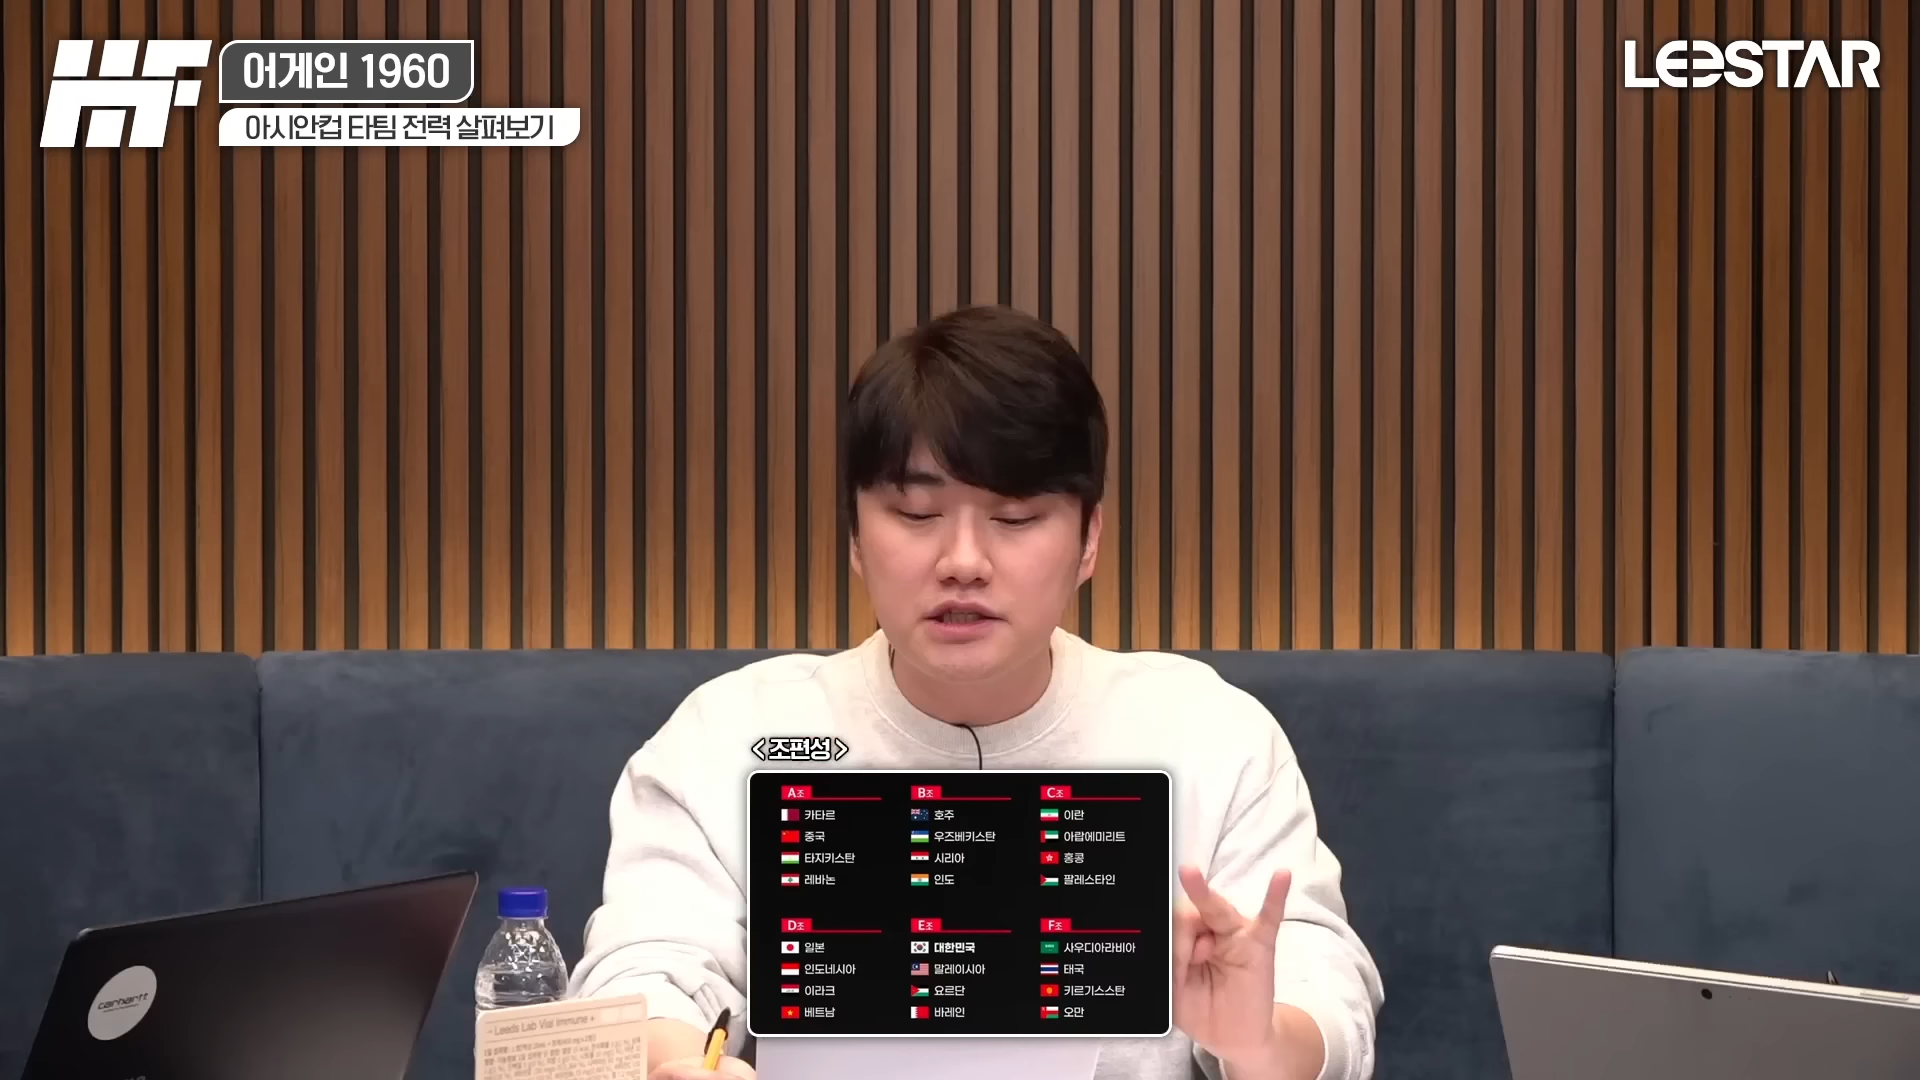 HF
어게인 1960
아시안컵 타팀 전력 살펴보기
LEESTAR
<조편성>
A조
카타르
중국
타지키스탄
레바논
B조
호주
우즈베키스탄
시리아
인도
C조
이란
아랍에미리트
홍콩
팔레스타인
D조
일본
인도네시아
이라크
베트남
E조
대한민국
말레이시아
요르단
바레인
F조
사우디아라비아
태국
키르기스스탄
오만
carhartt
Leeds Lab Vial Immune